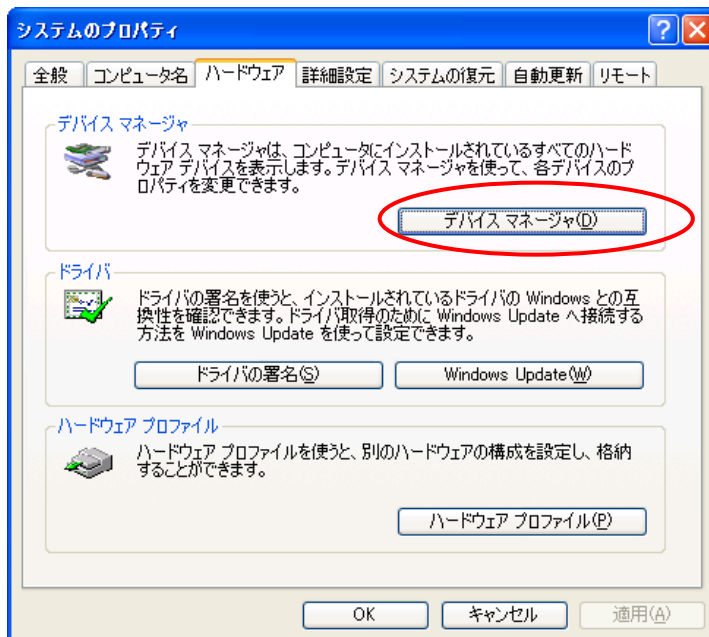 システムのプロパティ
全般 コンピュータ名 ハードウェア 詳細設定 システムの復元 自動更新 リモート
デバイス マネージャ
デバイス マネージャは、コンピュータにインストールされているすべてのハード
ウェア デバイスを表示します。デバイス マネージャを使って、各デバイスのプ
ロパティを変更できます。
デバイス マネージャ(D)
ドライバ
ドライバの署名を使うと、インストールされているドライバの Windows との互
換性を確認できます。ドライバ取得のために Windows Update へ接続する
方法を Windows Update を使って設定できます。
ドライバの署名(S) Windows Update(W)
ハードウェア プロファイル
ハードウェア プロファイルを使うと、別のハードウェアの構成を設定し、格納
することができます。
ハードウェア プロファイル(P)
OK キャンセル 適用(A)